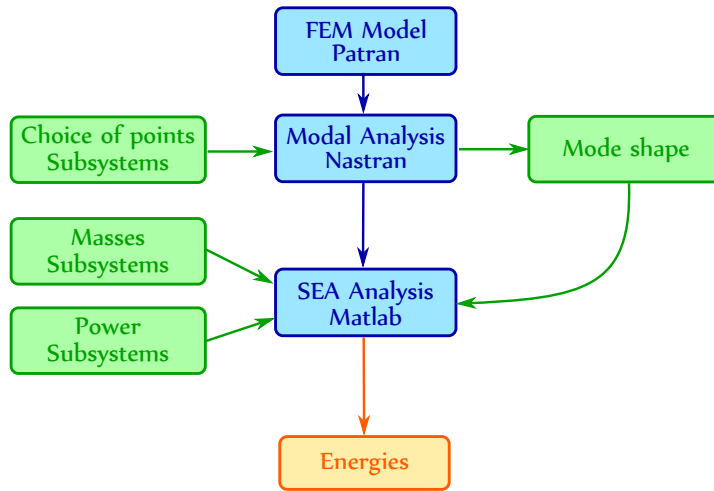 FEM Model
Patran
Choice of points
Subsystems
Modal Analysis
Nastran
Mode shape
Masses
Subsystems
SEA Analysis
Matlab
Power
Subsystems
Energies